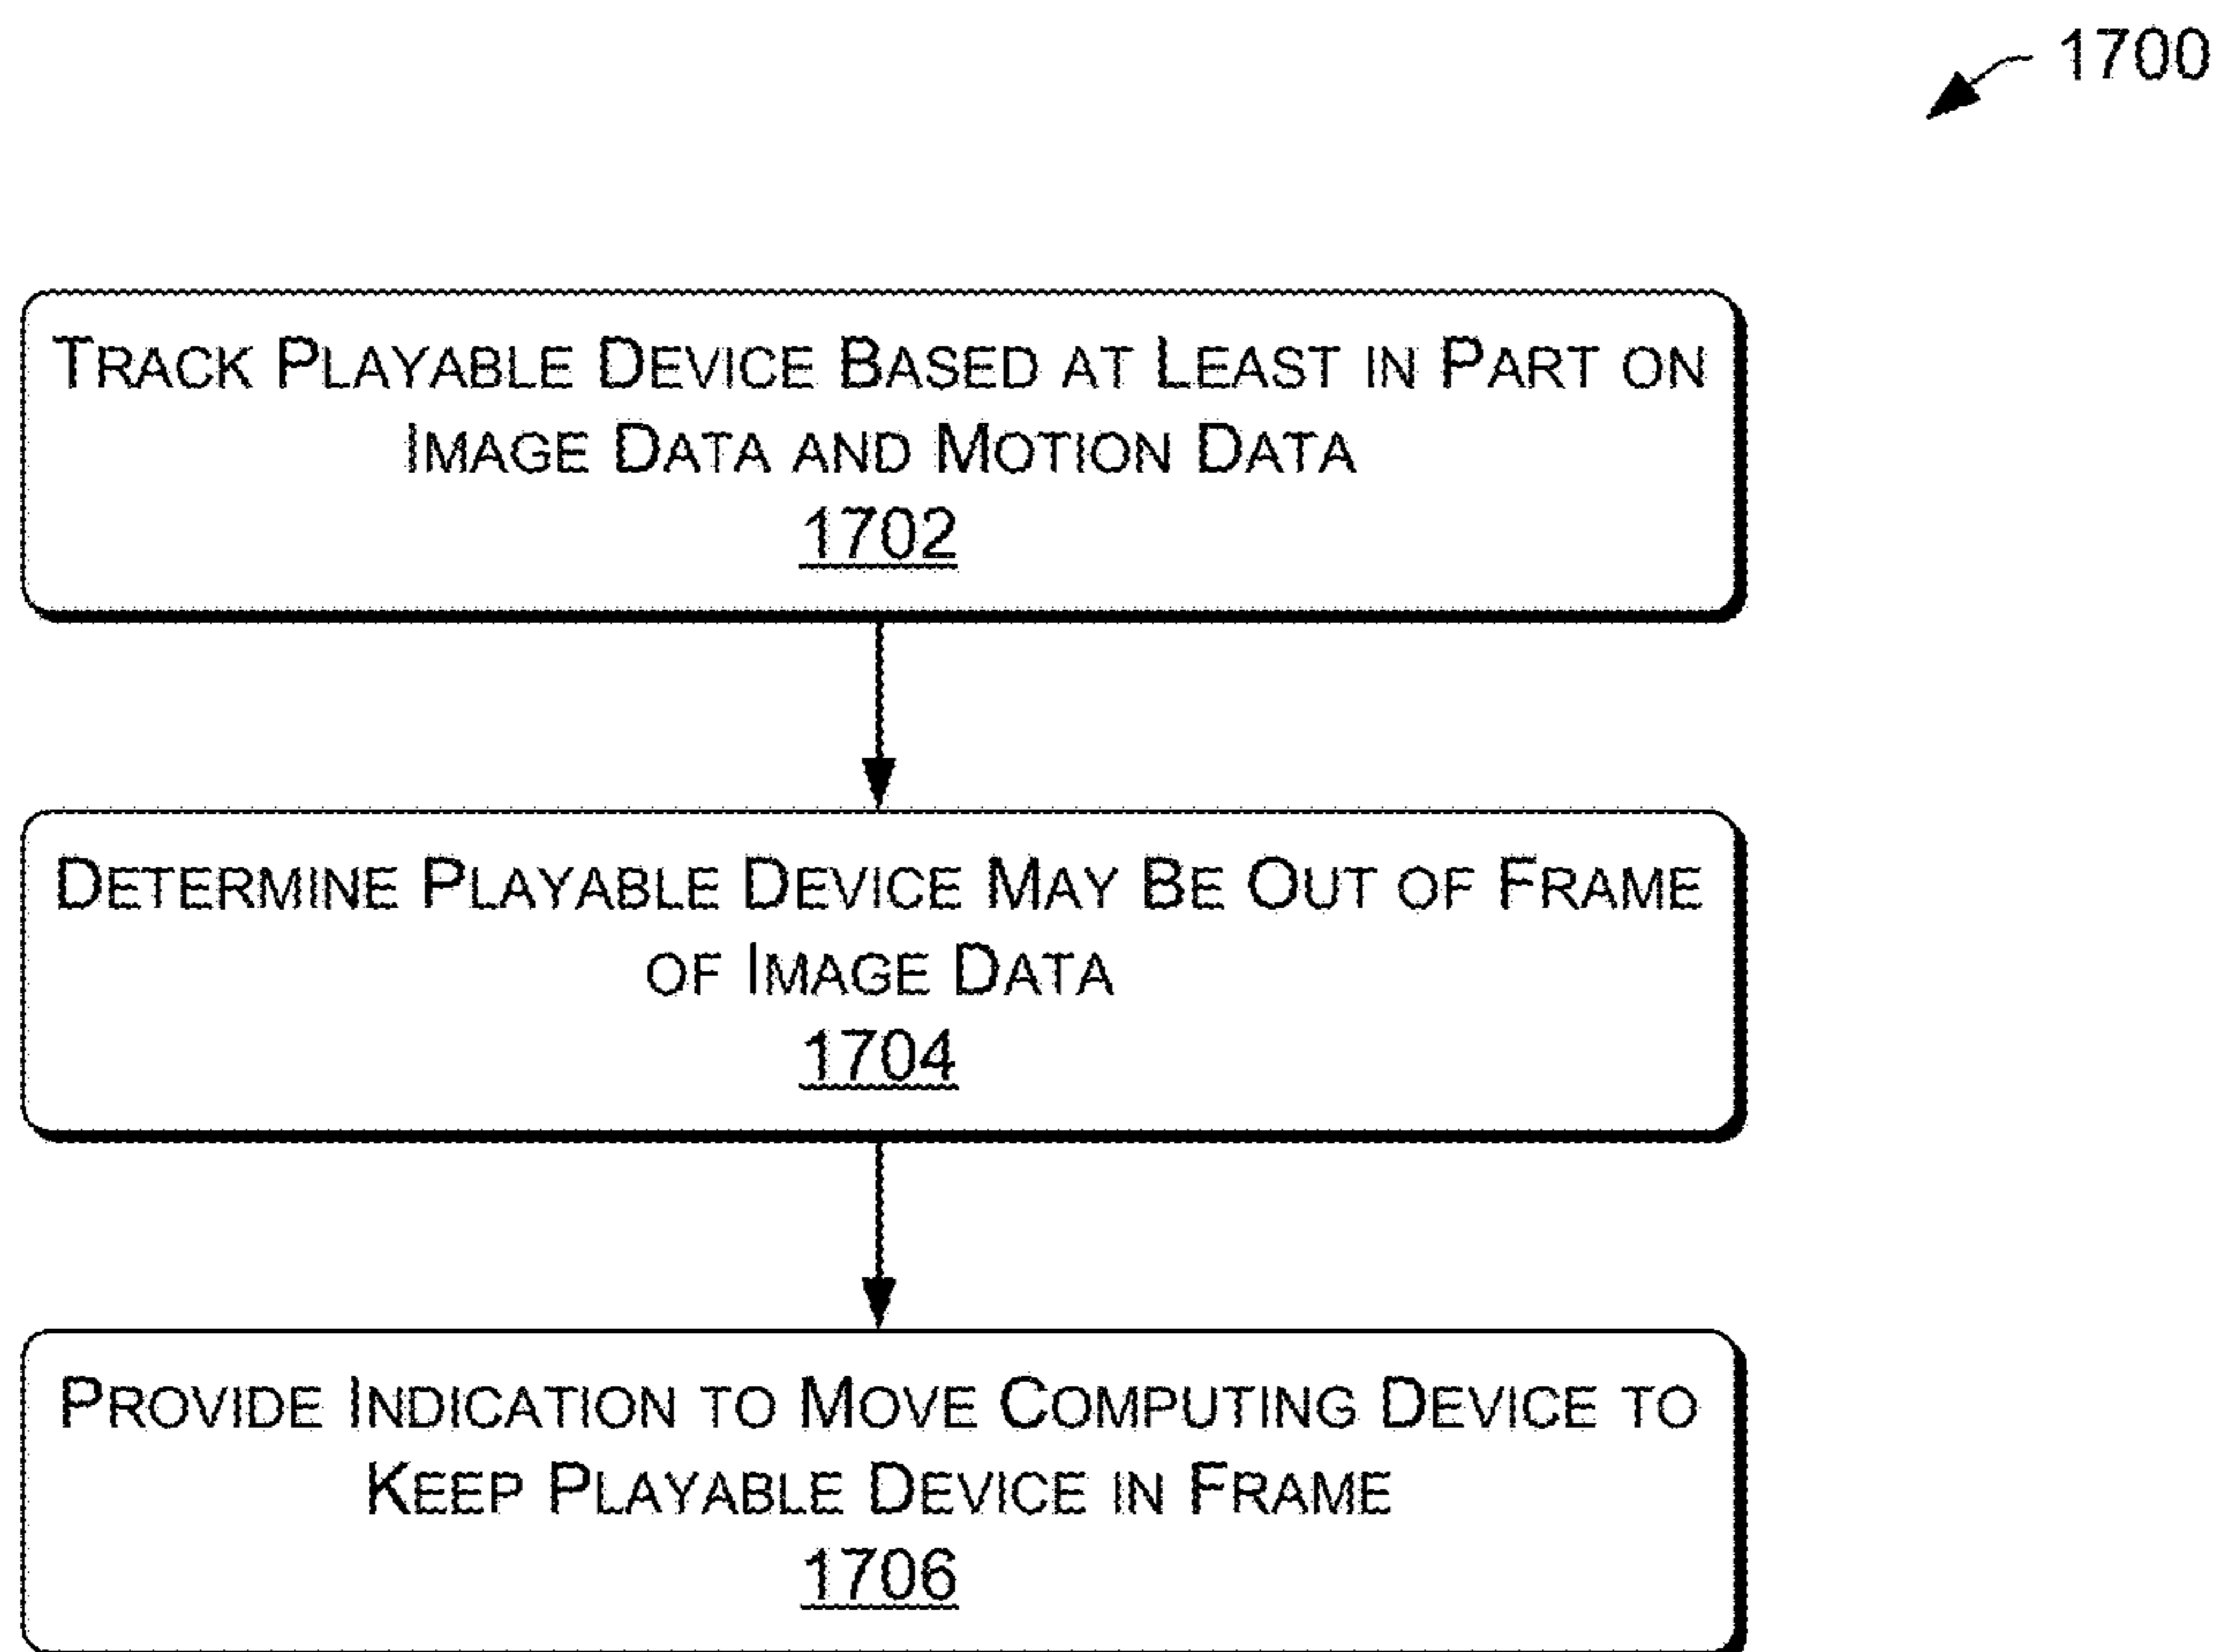 1700
TRACK PLAYABLE DEVICE BASED AT LEAST IN PART ON
IMAGE DATA AND MOTION DATA
1702
DETERMINE PLAYABLE DEVICE MAY BE OUT OF FRAME
OF IMAGE DATA
1704
PROVIDE INDICATION TO MOVE COMPUTING DEVICE TO
KEEP PLAYABLE DEVICE IN FRAME
1706